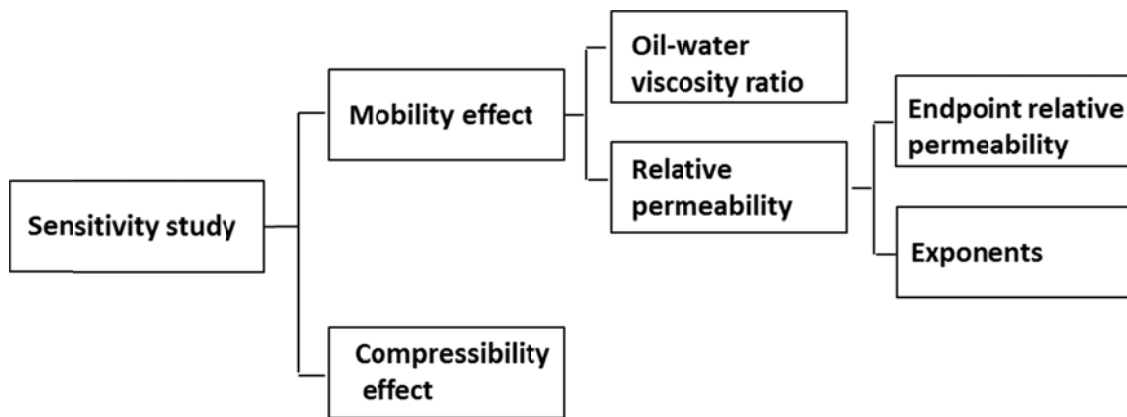 Sensitivity study
Mobility effect
Compressibility
effect
Oil-water
viscosity ratio
Relative
permeability
Endpoint relative
permeability
Exponents